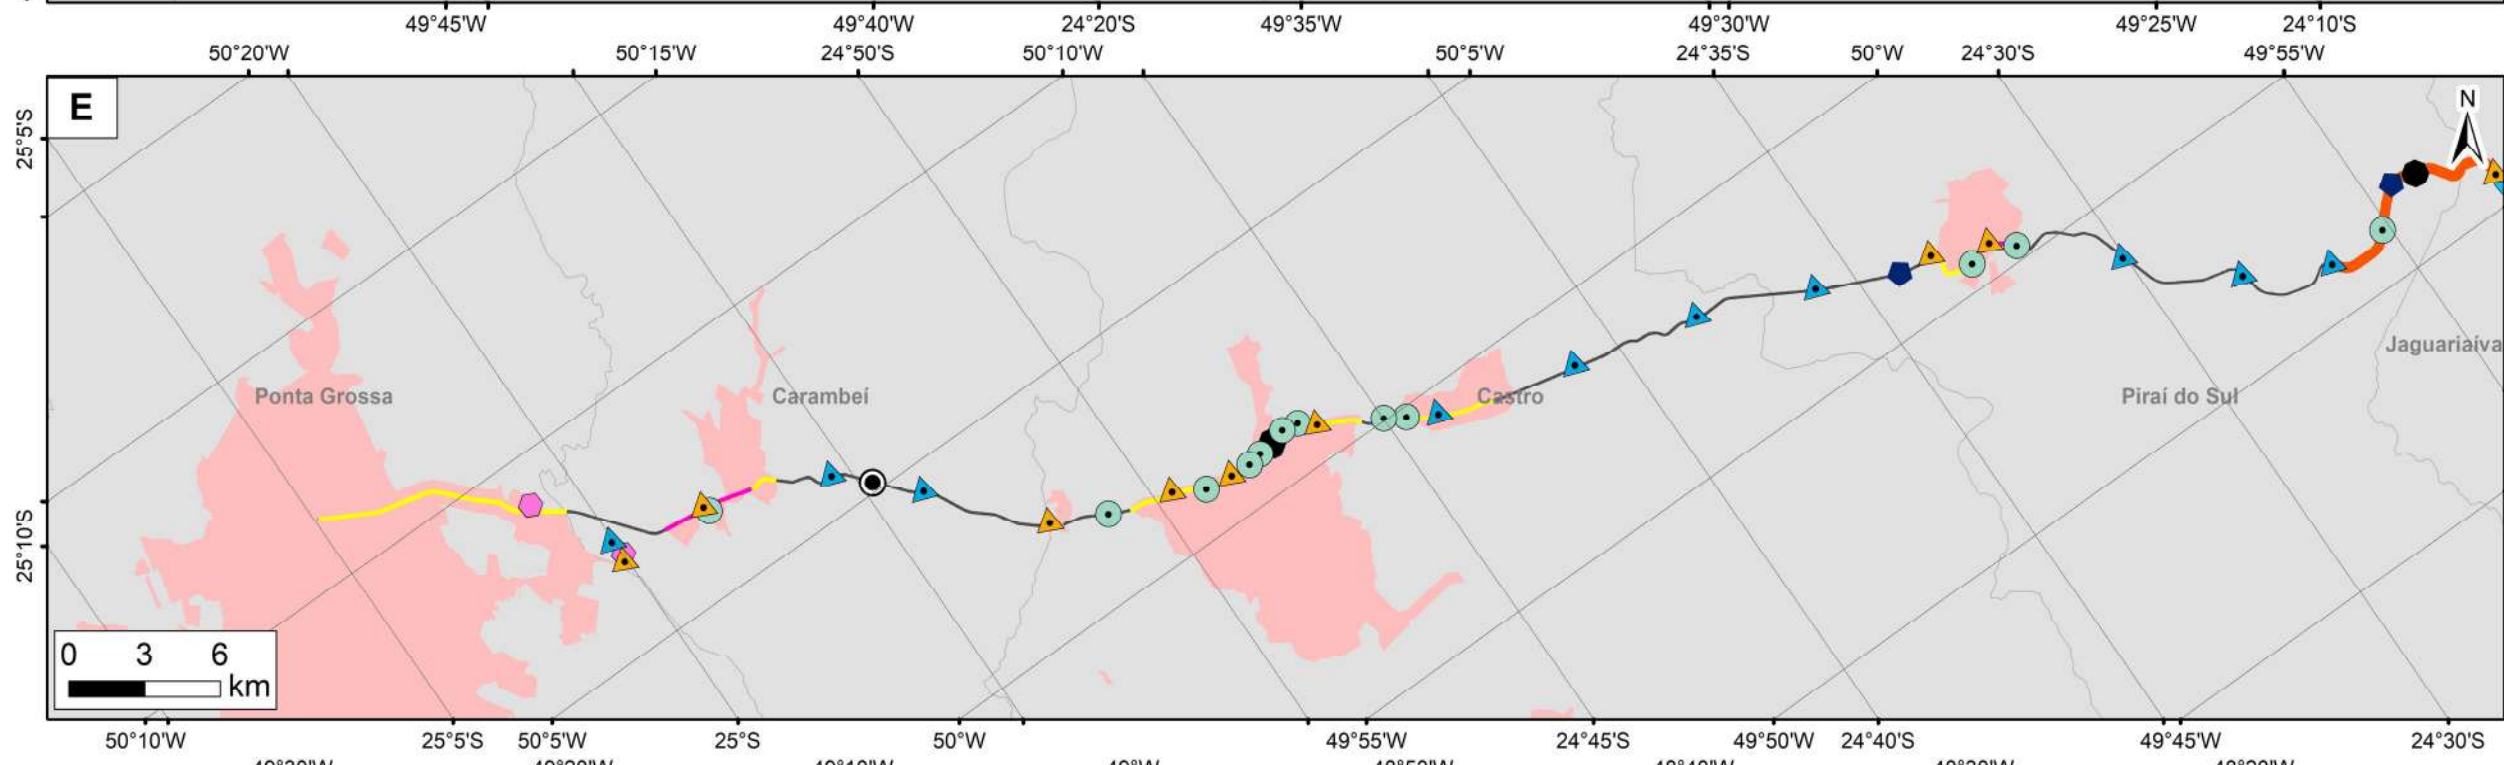 49°45'W 49°40'W 24°20'S 49°35'W 49°30'W 49°25'W 24°10'S
50°20'W 50°15'W 24°50'S 50°10'W 50°5'W 24°35'S 50°W 24°30'S 49°55'W
E
N
25°5'S
Jaguariaíva
Ponta Grossa Carambeí Castro Piraí do Sul
25°10'S
0 3 6
km
50°10'W 25°5'S 50°5'W 25°S 50°W 49°55'W 24°45'S 49°50'W 24°40'S 49°45'W 24°30'S